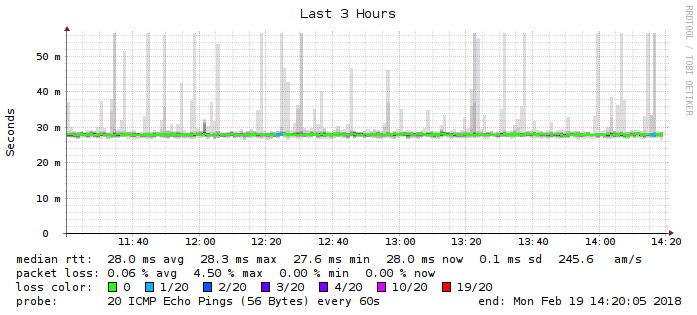 Last 3 Hours
RRDTOOL / TOBI OETIKER
Seconds
50 m
40 m
30 m
20 m
10 m
0
11:40 12:00 12:20 12:40 13:00 13:20 13:40 14:00 14:20
median rtt: 28.0 ms avg 28.3 ms max 27.6 ms min 28.0 ms now 0.1 ms sd 245.6 am/s
packet loss: 0.06 % avg 4.50 % max 0.00 % min 0.00 % now
loss color: 0 1/20 2/20 3/20 4/20 10/20 19/20
probe: 20 ICMP Echo Pings (56 Bytes) every 60s end: Mon Feb 19 14:20:05 2018